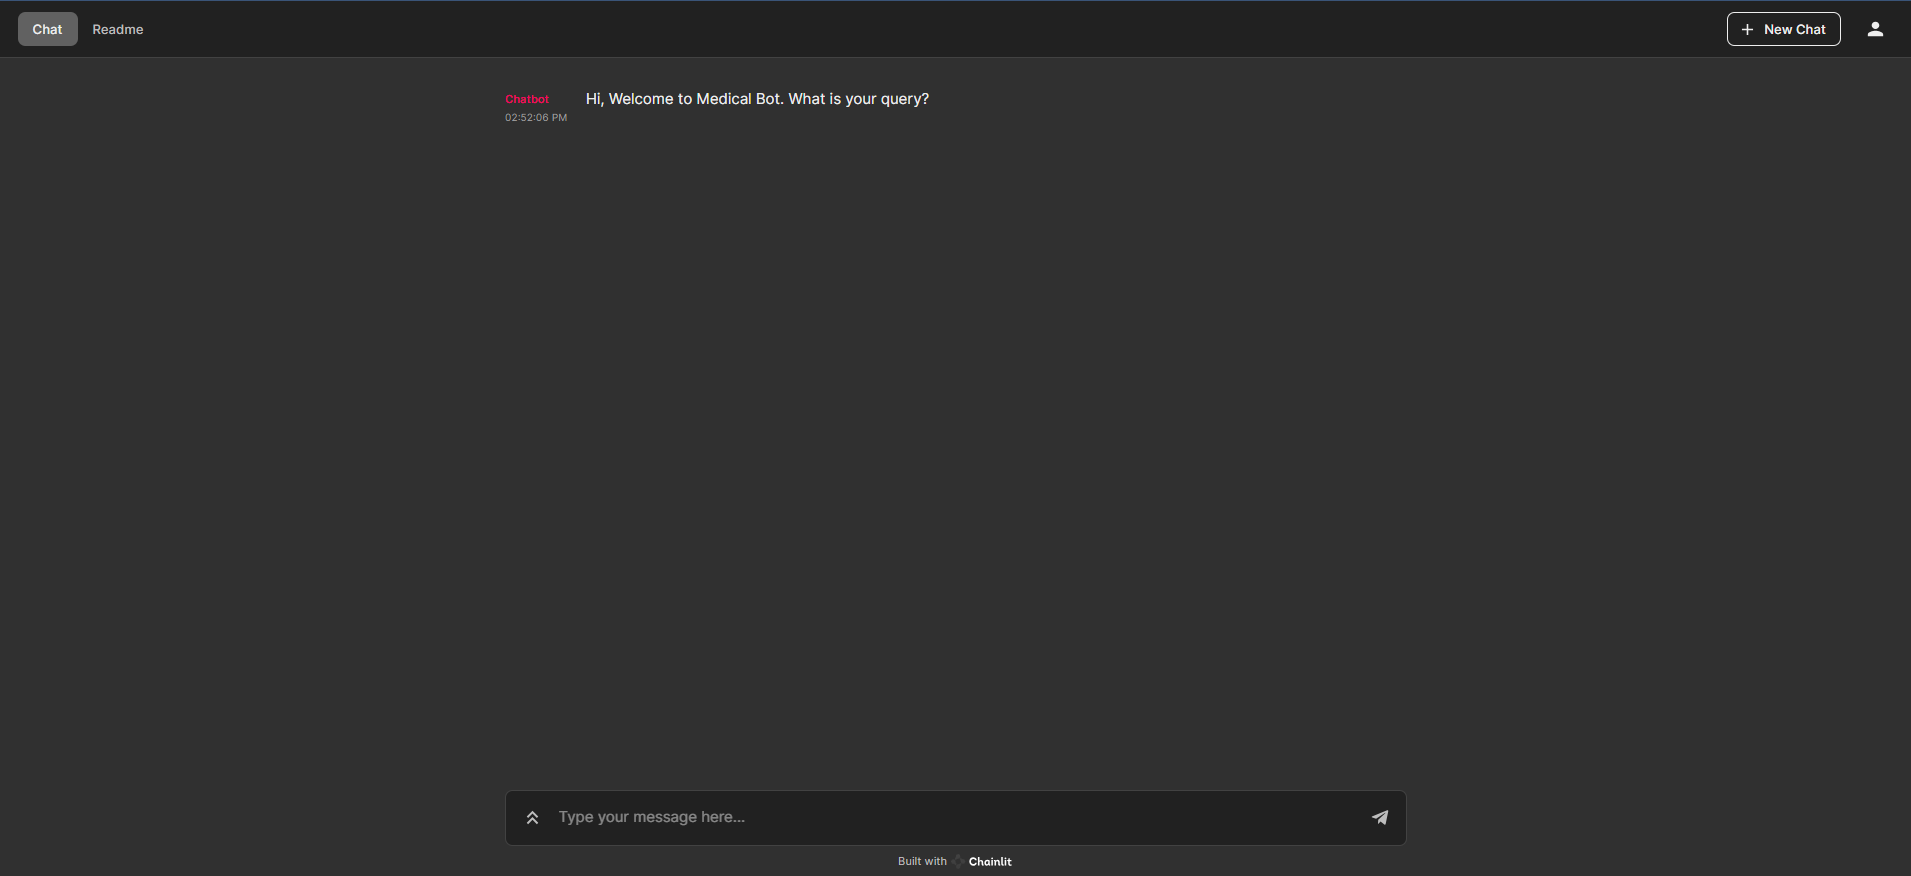 Chat
Readme
New Chat
Chatbot
Hi, Welcome to Medical Bot. What is your query?
02:52:06 PM
Type your message here...
Built with Chainlit